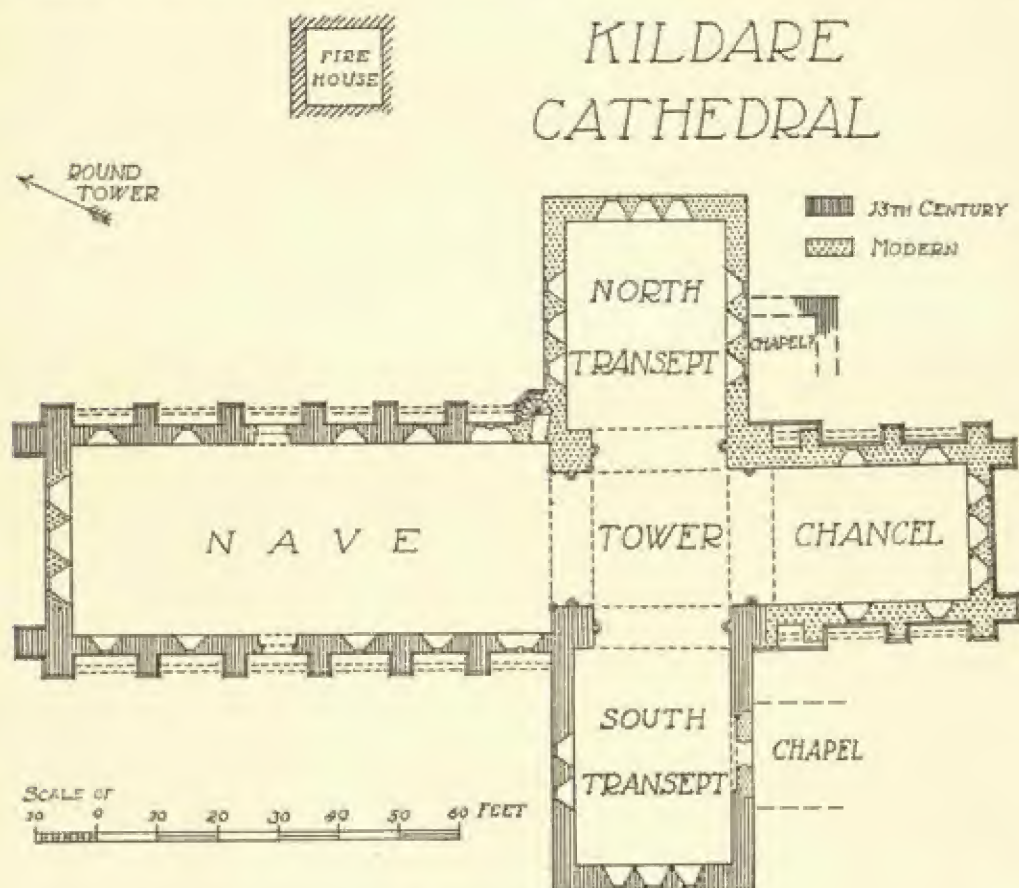 KILDARE
CATHEDRAL
FIRE
HOUSE
ROUND
TOWER
13TH CENTURY
MODERN
NORTH
TRANSEPT
CHAPEL?
NAVE
TOWER
CHANCEL
SOUTH
TRANSEPT
CHAPEL
SCALE OF
10 0 10 20 30 40 50 60 FEET